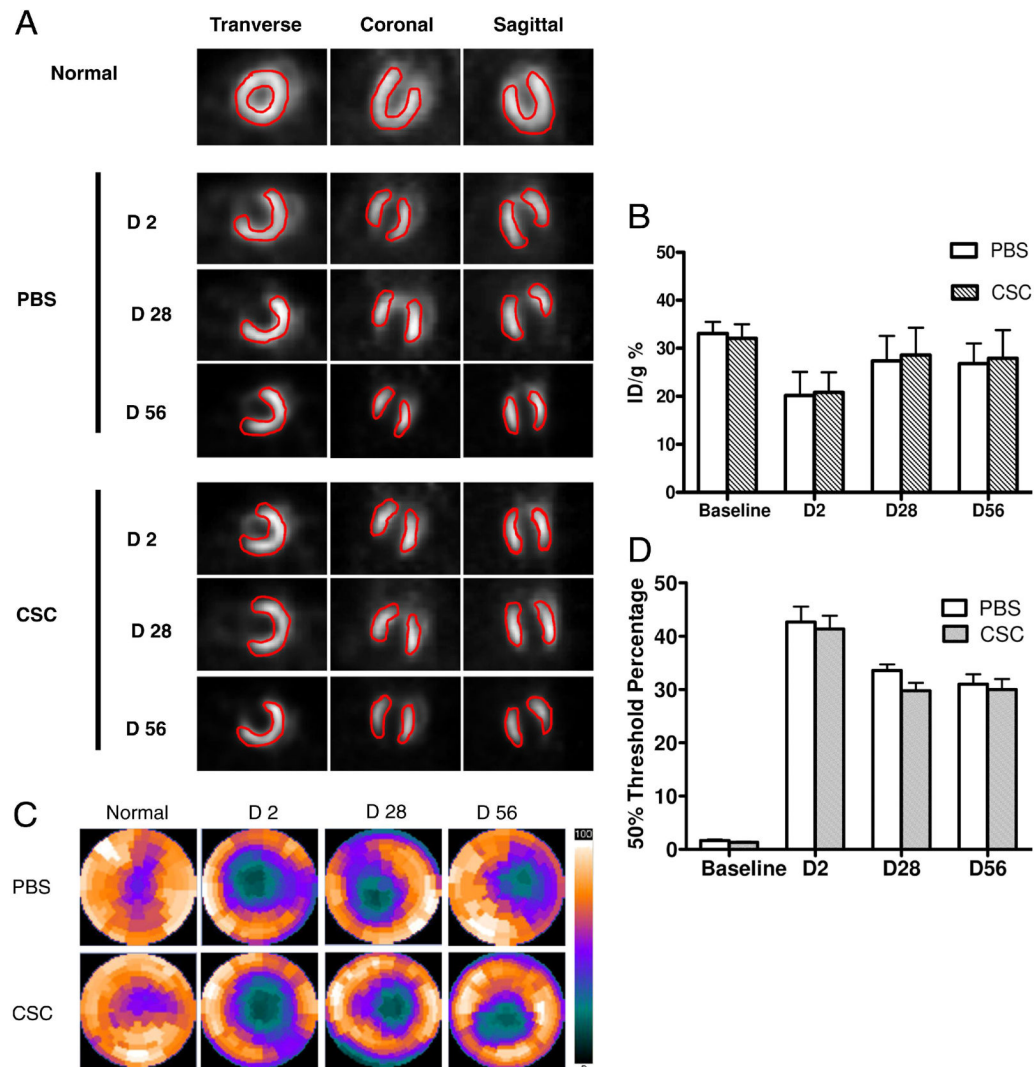 A
Tranverse Coronal Sagittal
Normal
PBS
D 2
D 28
D 56
CSC
D 2
D 28
D 56
B
50
40
30
20
10
0
ID/g %
PBS
CSC
Baseline D2 D28 D56
C
Normal D 2 D 28 D 56
PBS
CSC
100
D
50
40
30
20
10
0
50% Threshold Percentage
PBS
CSC
Baseline D2 D28 D56